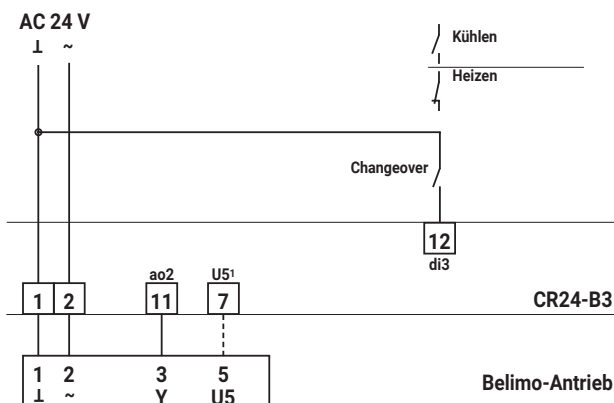 AC 24 V
⊥ ~
Kühlen
Heizen
Changeover
12
di3
ao2 U5¹
1 2 11 7
CR24-B3
1 2 3 5
⊥ ~ Y U5
Belimo-Antrieb